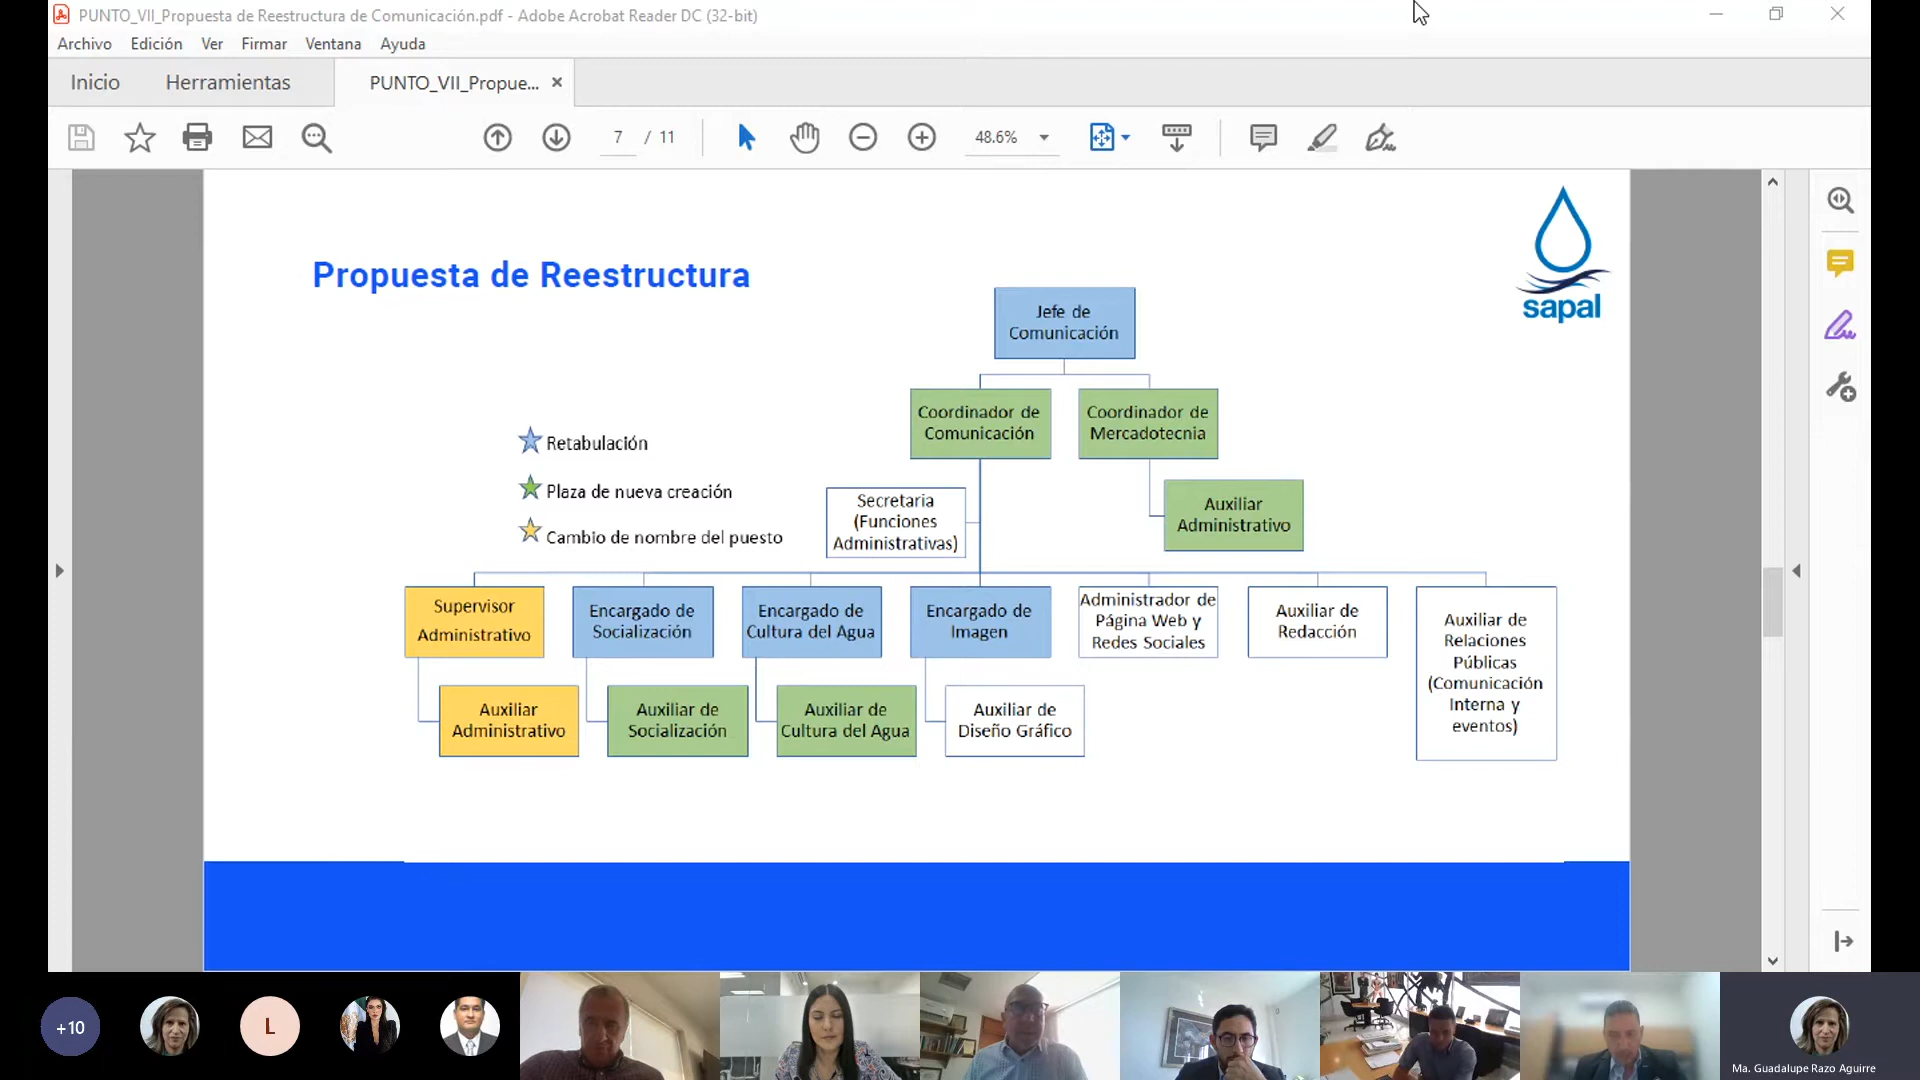 PUNTO_VII_Propuesta de Reestructura de Comunicación.pdf - Adobe Acrobat Reader DC (32-bit)
Archivo Edición Ver Firmar Ventana Ayuda
Inicio Herramientas PUNTO_VII_Propue... ×
7 / 11 48.6%
sapal
Propuesta de Reestructura
Jefe de
Comunicación
Coordinador de
Comunicación
Coordinador de
Mercadotecnia
Retabulación
Plaza de nueva creación
Cambio de nombre del puesto
Secretaria
(Funciones
Administrativas)
Auxiliar
Administrativo
Supervisor
Administrativo
Encargado de
Socialización
Encargado de
Cultura del Agua
Encargado de
Imagen
Administrador de
Página Web y
Redes Sociales
Auxiliar de
Redacción
Auxiliar de
Relaciones
Públicas
(Comunicación
Interna y
eventos)
Auxiliar
Administrativo
Auxiliar de
Socialización
Auxiliar de
Cultura del Agua
Auxiliar de
Diseño Gráfico
+10
L
Ma. Guadalupe Razo Aguirre